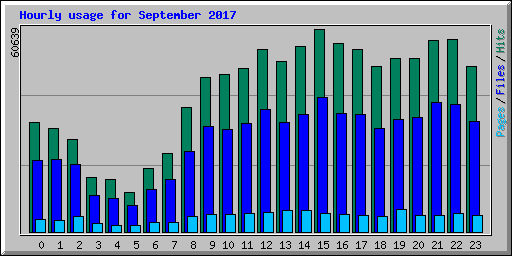 Hourly usage for September 2017
60639
Pages / Files / Hits
0 1 2 3 4 5 6 7 8 9 10 11 12 13 14 15 16 17 18 19 20 21 22 23